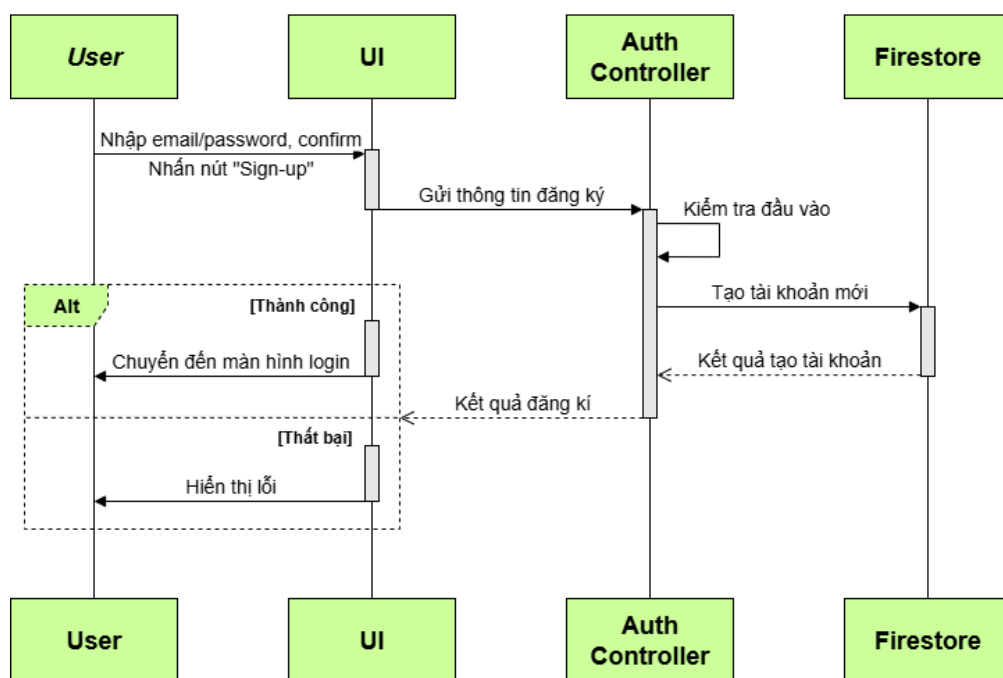 User
UI
Auth
Controller
Firestore
Nhập email/password, confirm
Nhấn nút "Sign-up"
Gửi thông tin đăng ký
Kiểm tra đầu vào
Alt
[Thành công]
Tạo tài khoản mới
Chuyển đến màn hình login
Kết quả tạo tài khoản
Kết quả đăng kí
[Thất bại]
Hiển thị lỗi
User
UI
Auth
Controller
Firestore